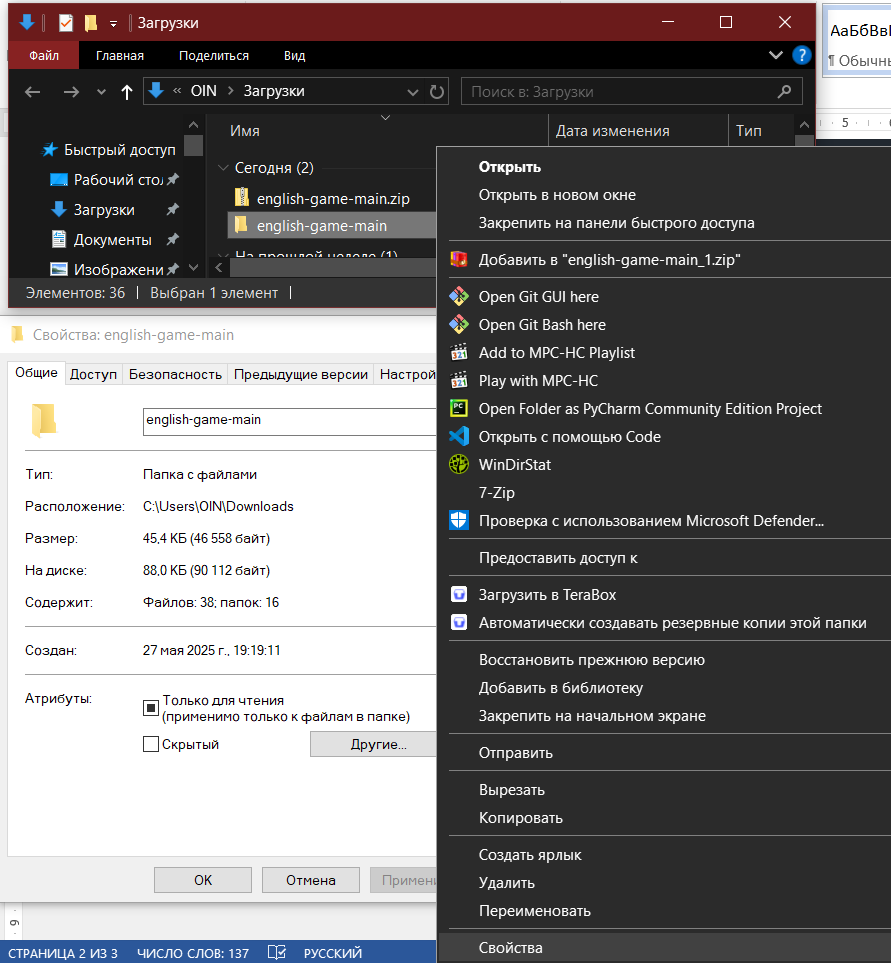 Загрузки
АаБбВвІ
¶ Обычны
Файл
Главная
Поделиться
Вид
« OIN > Загрузки
Поиск в: Загрузки
5
Имя
Дата изменения
Тип
Быстрый доступ
Рабочий стол
Загрузки
Документы
Изображени
Сегодня (2)
english-game-main.zip
english-game-main
На прошлой неделе (1)
Элементов: 36
Выбран 1 элемент
Свойства: english-game-main
Общие
Доступ
Безопасность
Предыдущие версии
Настрой
english-game-main
Тип: Папка с файлами
Расположение: C:\Users\OIN\Downloads
Размер: 45,4 КБ (46 558 байт)
На диске: 88,0 КБ (90 112 байт)
Содержит: Файлов: 38; папок: 16
Создан: 27 мая 2025 г., 19:19:11
Атрибуты:
Только для чтения
(применимо только к файлам в папке)
Скрытый
Другие...
ОК
Отмена
Примени
Открыть
Открыть в новом окне
Закрепить на панели быстрого доступа
Добавить в "english-game-main_1.zip"
Open Git GUI here
Open Git Bash here
Add to MPC-HC Playlist
Play with MPC-HC
Open Folder as PyCharm Community Edition Project
Открыть с помощью Code
WinDirStat
7-Zip
Проверка с использованием Microsoft Defender...
Предоставить доступ к
Загрузить в TeraBox
Автоматически создавать резервные копии этой папки
Восстановить прежнюю версию
Добавить в библиотеку
Закрепить на начальном экране
Отправить
Вырезать
Копировать
Создать ярлык
Удалить
Переименовать
Свойства
9
СТРАНИЦА 2 ИЗ 3
ЧИСЛО СЛОВ: 137
РУССКИЙ